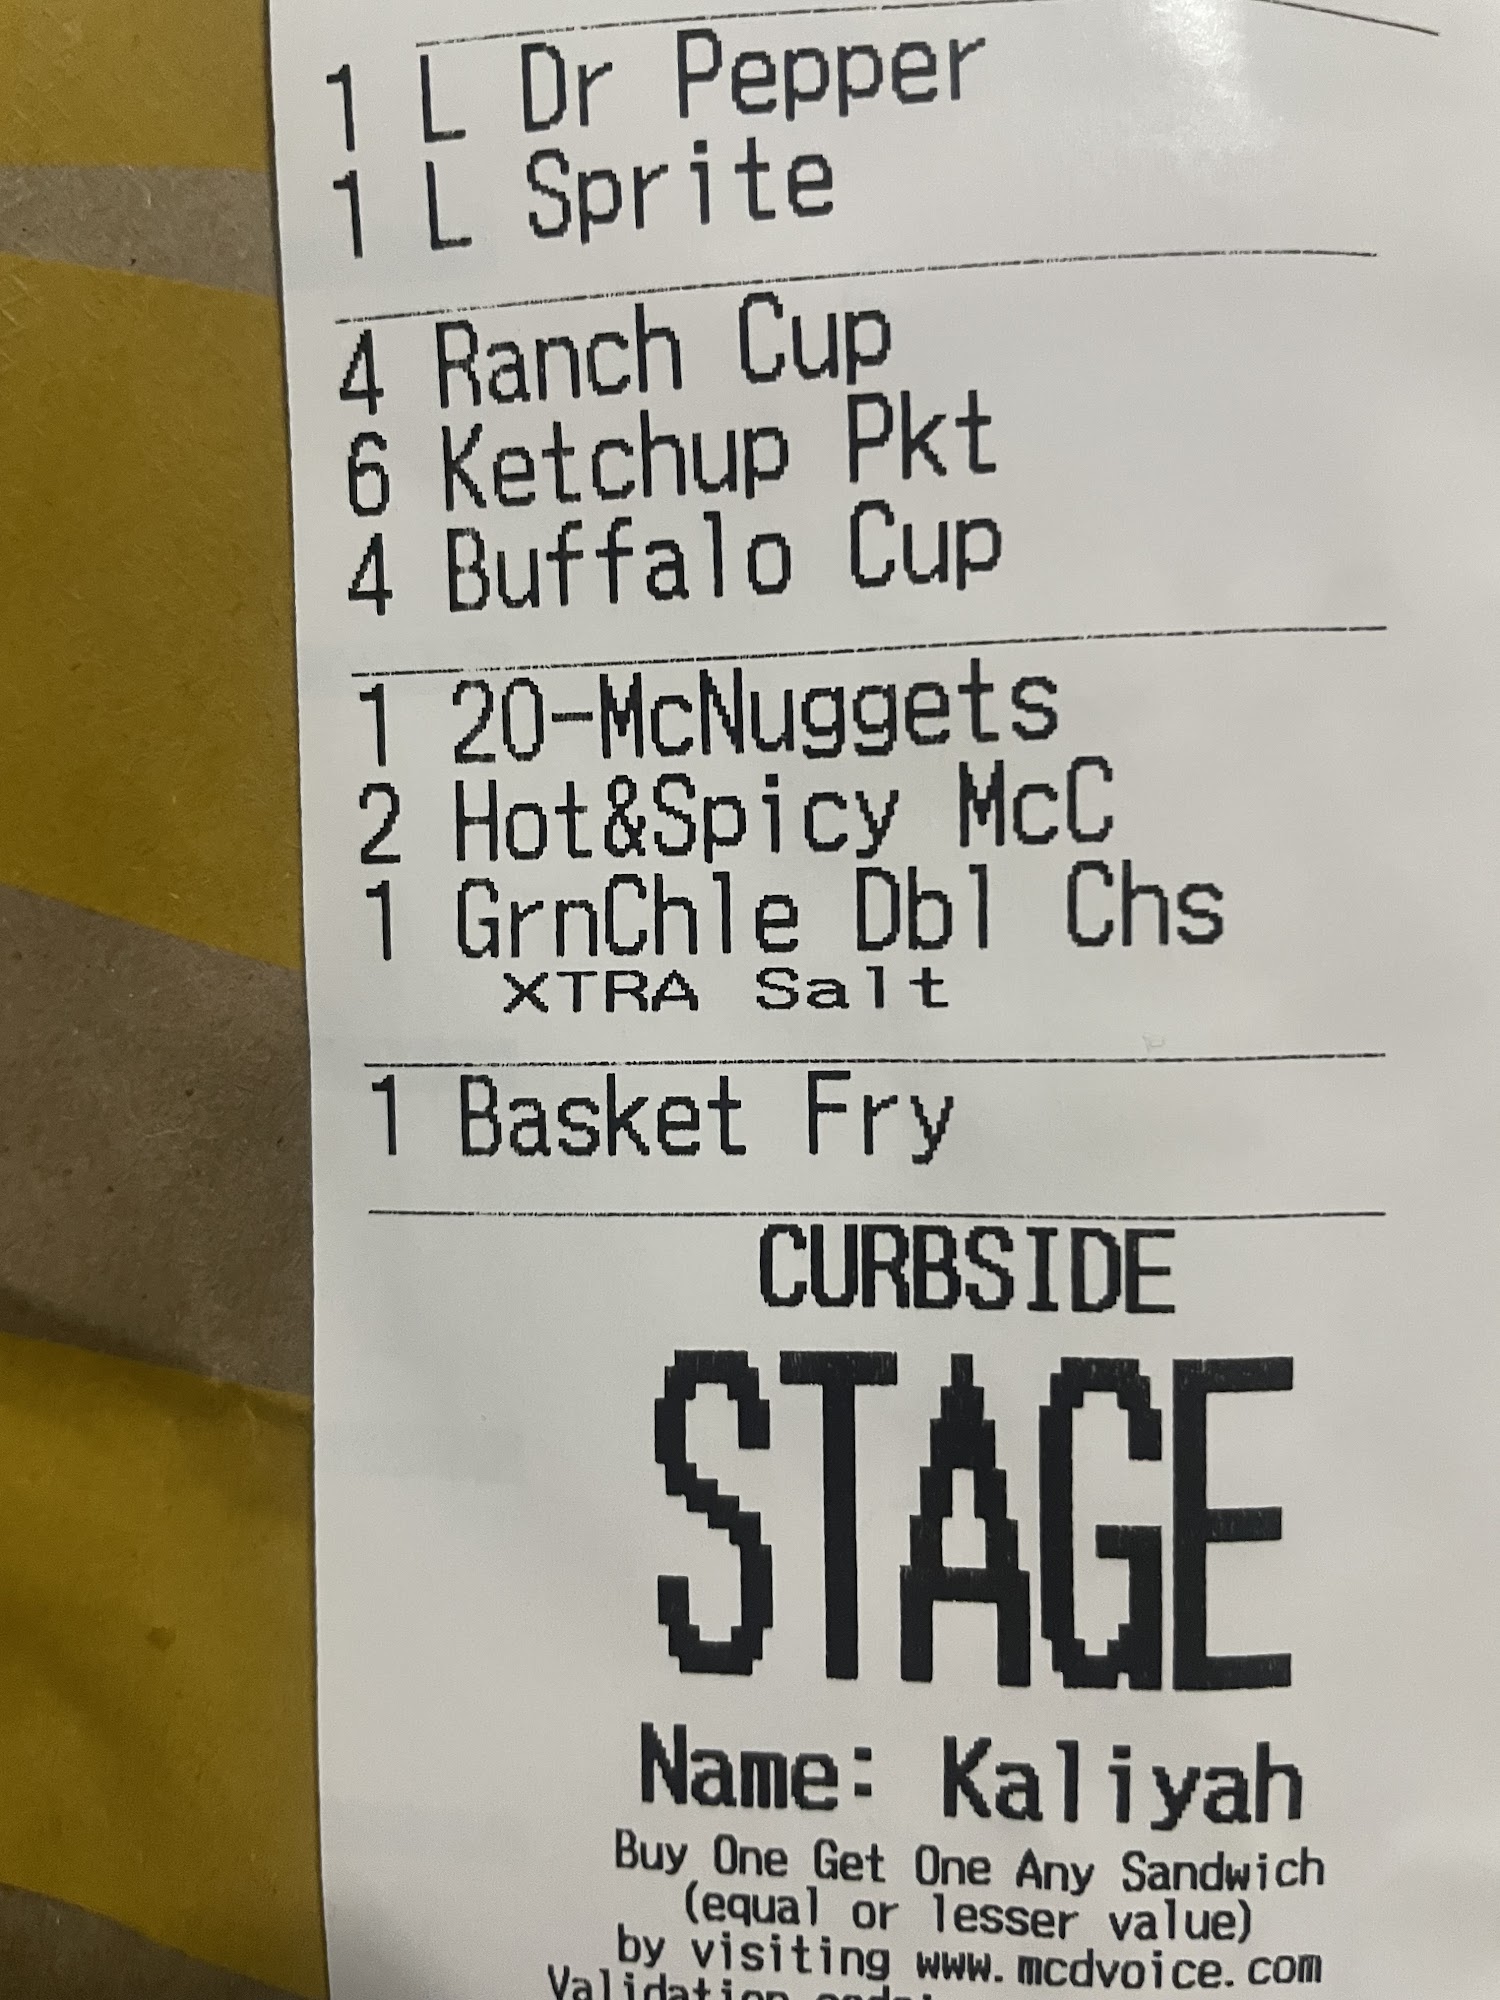 1 L Dr Pepper
1 L Sprite
4 Ranch Cup
6 Ketchup Pkt
4 Buffalo Cup
1 20-McNuggets
2 Hot&Spicy McC
1 GrnChle Dbl Chs
XTRA Salt
1 Basket Fry
CURBSIDE
STAGE
Name: Kaliyah
Buy One Get One Any Sandwich
(equal or lesser value)
by visiting www.mcdvoice.com
Validation code: